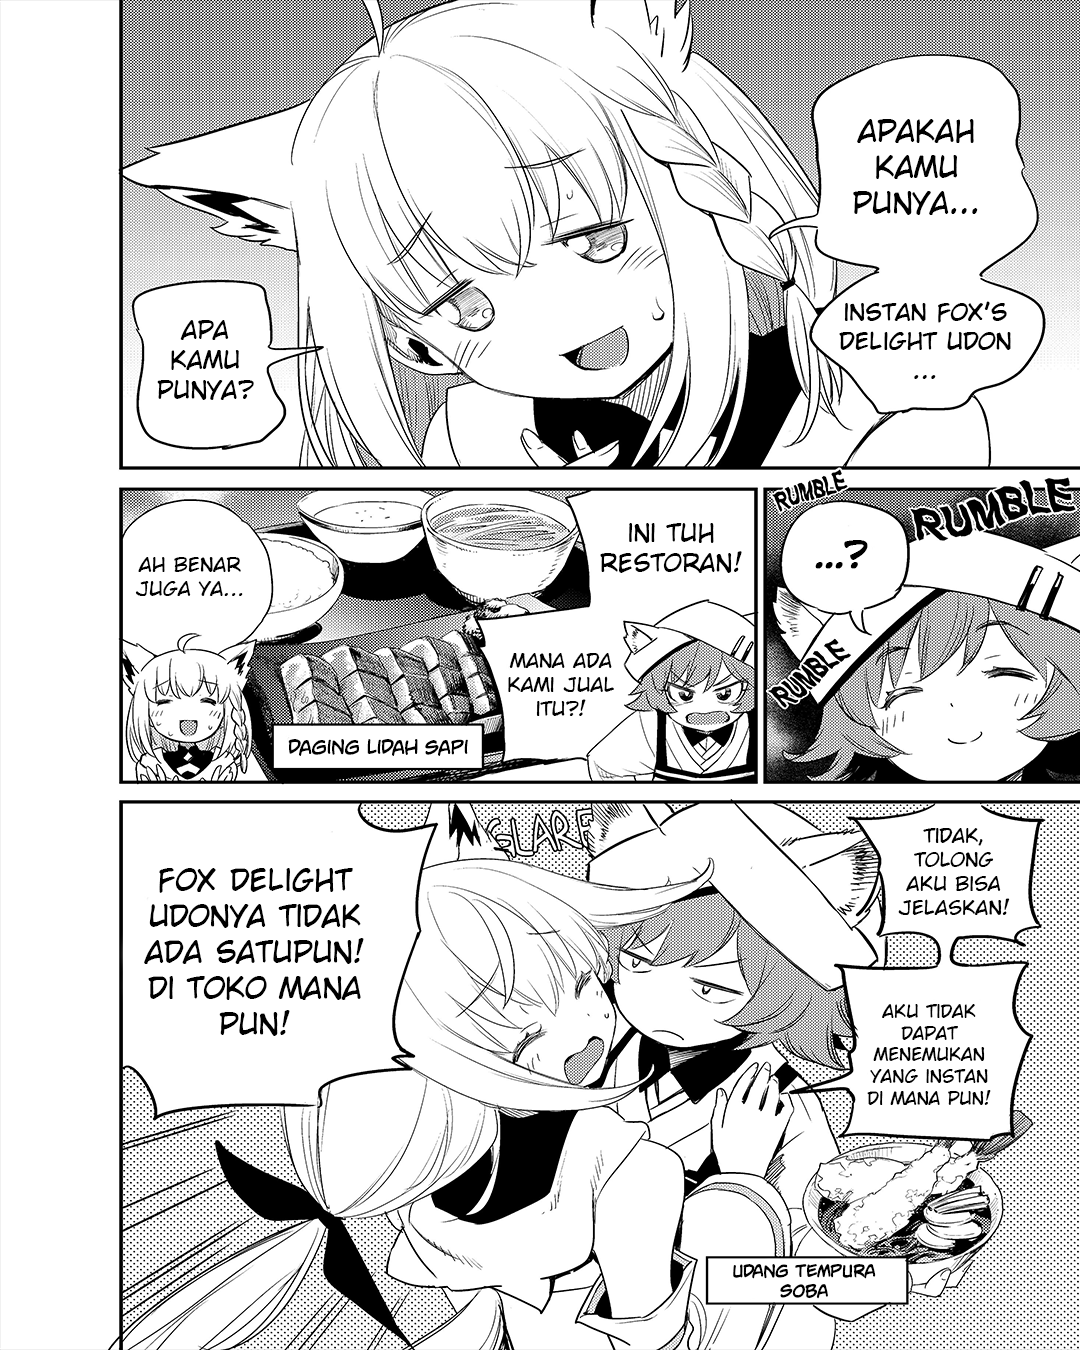 APAKAH
KAMU
PUNYA...
INSTAN FOX'S
DELIGHT UDON
...
APA
KAMU
PUNYA?
RUMBLE
RUMBLE
...?
RUMBLE
INI TUH
RESTORAN!
MANA ADA
KAMI JUAL
ITU?!
AH BENAR
JUGA YA...
DAGING LIDAH SAPI
TIDAK,
TOLONG
AKU BISA
JELASKAN!
AKU TIDAK
DAPAT
MENEMUKAN
YANG INSTAN
DI MANA PUN!
GLARE
FOX DELIGHT
UDONYA TIDAK
ADA SATUPUN!
DI TOKO MANA
PUN!
UDANG TEMPURA
SOBA